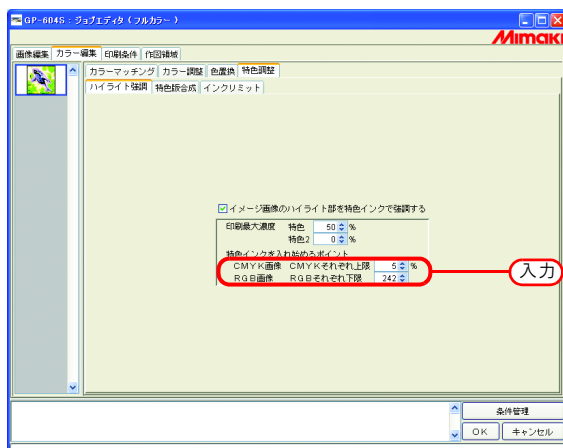 GP-604S : ジョブエディタ ( フルカラー )
Mimaki
画像編集 カラー編集 印刷条件 作図領域
カラーマッチング カラー調整 色置換 特色調整
ハイライト強調 特色版合成 インクリミット
イメージ画像のハイライト部を特色インクで強調する
印刷最大濃度 特色 50 %
特色2 0 %
特色インクを入れ始めるポイント
CMYK画像 CMYKそれぞれ上限 5 %
RGB画像 RGBそれぞれ下限 242
入力
条件管理
OK キャンセル